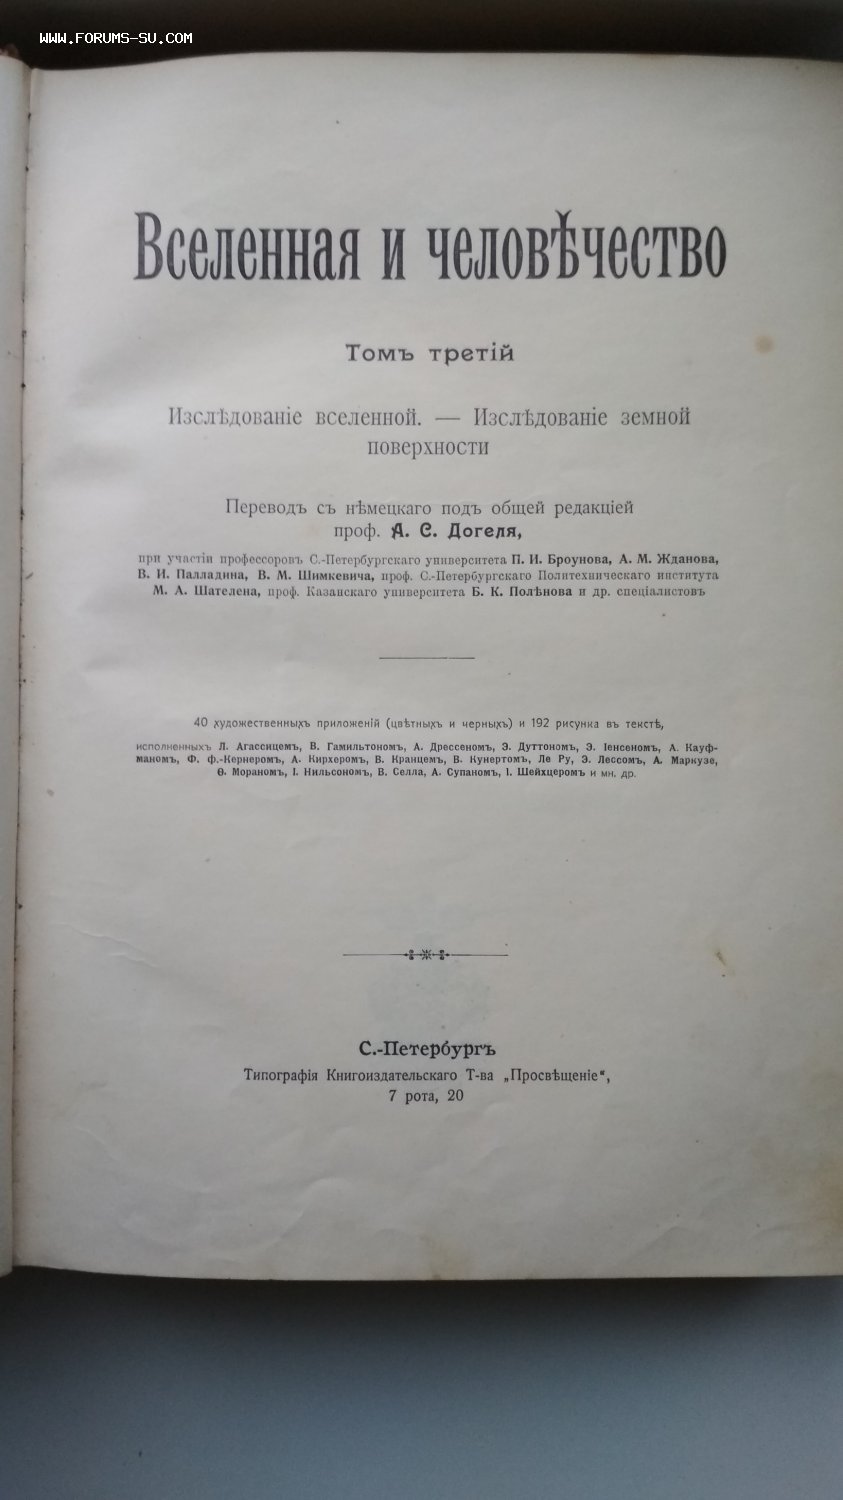 WWW.FORUMS-SU.COM
Вселенная и человѣчество
Томъ третій
Изслѣдованіе вселенной. — Изслѣдованіе земной
поверхности
Переводъ съ нѣмецкаго подъ общей редакціей
проф. А. С. Догеля,
при участіи профессоровъ С.-Петербургскаго университета П. И. Броунова, А. М. Жданова,
В. И. Палладина, В. М. Шимкевича, проф. С.-Петербургскаго Политехническаго института
М. А. Шателена, проф. Казанскаго университета Б. К. Полѣнова и др. спеціалистовъ
40 художественныхъ приложеній (цвѣтныхъ и черныхъ) и 192 рисунка въ текстѣ,
исполненныхъ Л. Агассицемъ, В. Гамильтономъ, А. Дрессеномъ, Э. Дуттономъ, Э. Іенсеномъ, А. Кауф-
маномъ, Ф. ф.-Кернеромъ, А. Кирхеромъ, В. Кранцемъ, В. Кунертомъ, Ле Ру, Э. Лессомъ, А. Маркузе,
Ѳ. Мораномъ, І. Нильсономъ, В. Селла, А. Супаномъ, І. Шейхцеромъ и мн. др.
С.-Петербургъ
Типографія Книгоиздательскаго Т-ва „Просвѣщеніе“,
7 рота, 20